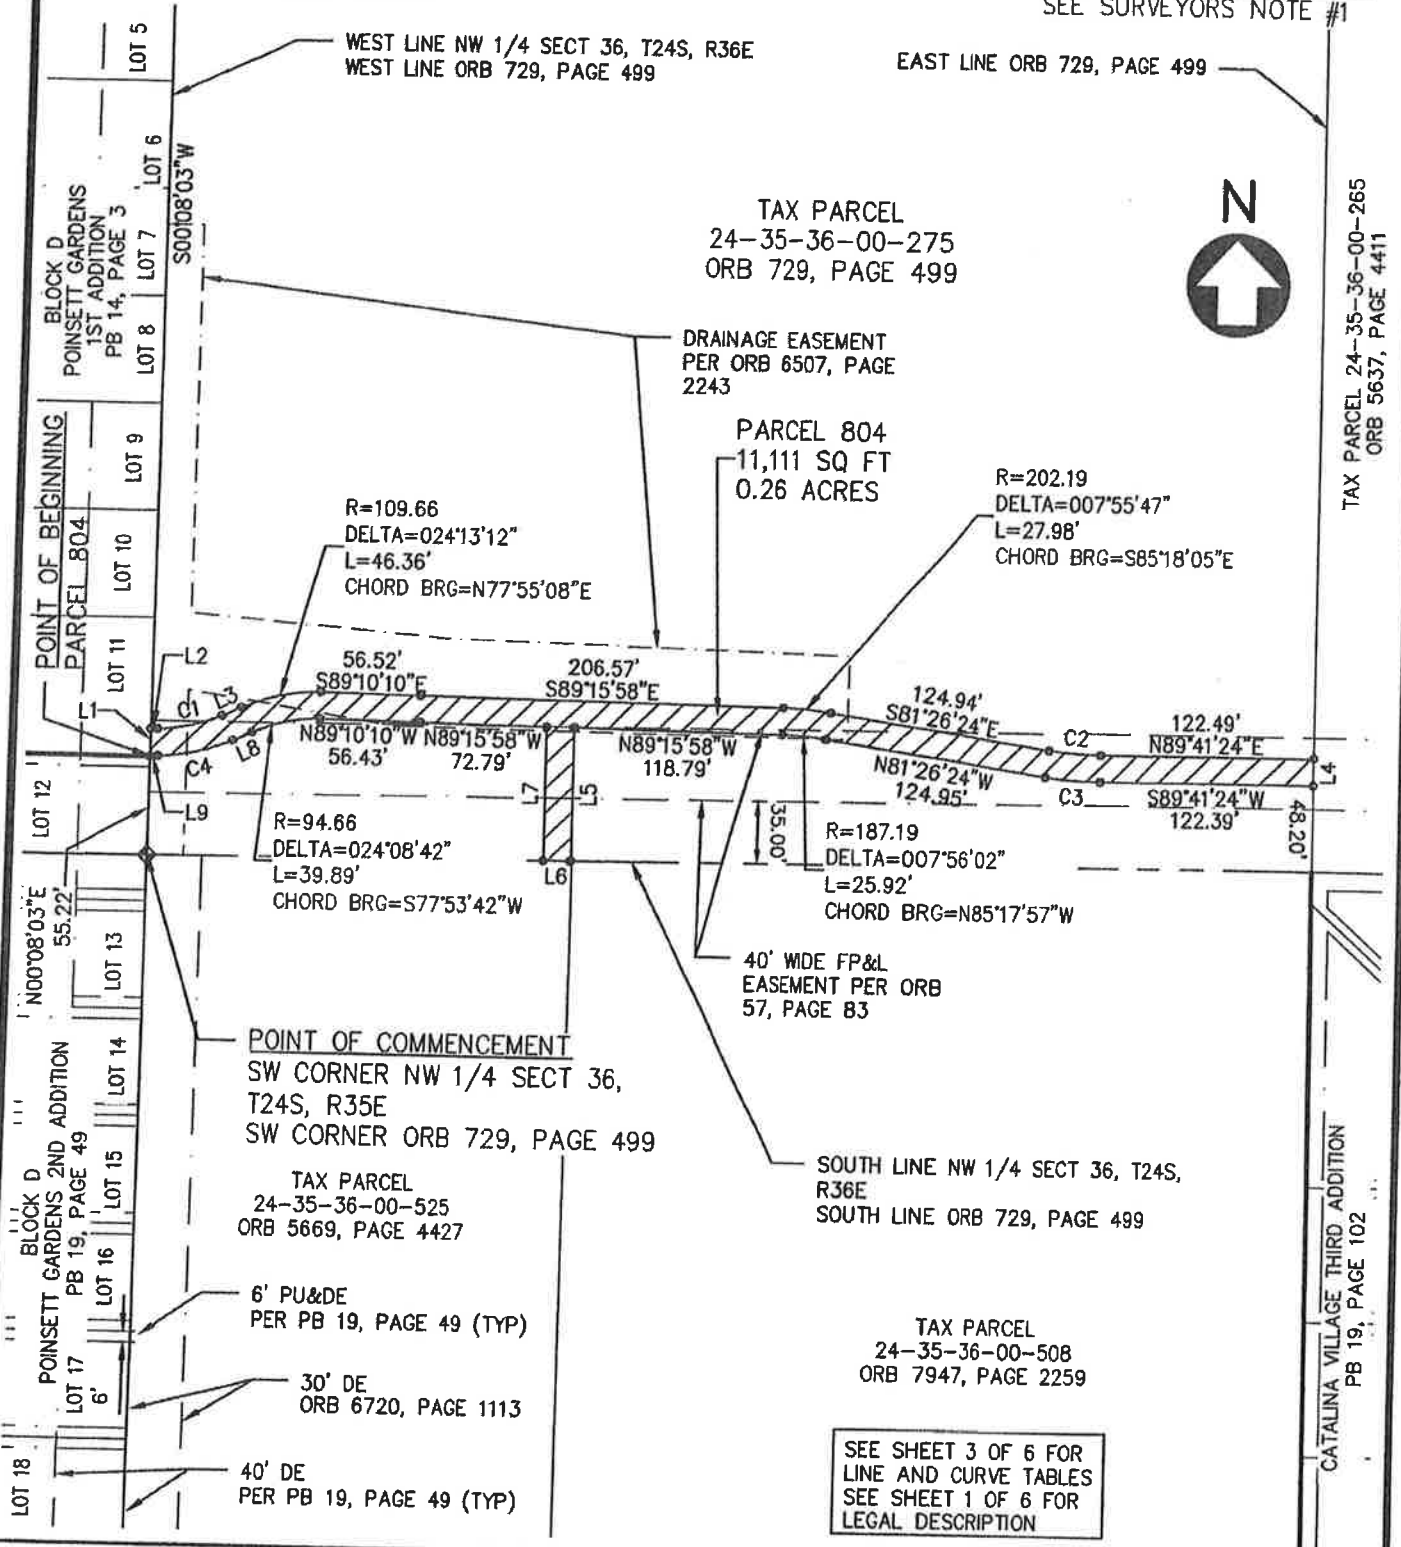 SEE SURVEYORS NOTE #1
WEST LINE NW 1/4 SECT 36, T24S, R36E
WEST LINE ORB 729, PAGE 499
EAST LINE ORB 729, PAGE 499
LOT 5
LOT 6
LOT 7
LOT 8
LOT 9
LOT 10
LOT 11
LOT 12
S00°08'03"W
BLOCK D
POINSETT GARDENS
1ST ADDITION
PB 14, PAGE 3
TAX PARCEL
24-35-36-00-275
ORB 729, PAGE 499
N
TAX PARCEL 24-35-36-00-265
ORB 5637, PAGE 4411
DRAINAGE EASEMENT
PER ORB 6507, PAGE
2243
PARCEL 804
11,111 SQ FT
0.26 ACRES
POINT OF BEGINNING
PARCEL 804
R=109.66
DELTA=024°13'12"
L=46.36'
CHORD BRG=N77°55'08"E
R=202.19
DELTA=007°55'47"
L=27.98'
CHORD BRG=S85°18'05"E
L2
L1
C1
L3
56.52'
S89°10'10"E
206.57'
S89°15'58"E
124.94'
S81°26'24"E
C2
122.49'
N89°41'24"E
C4
L8
N89°10'10"W
56.43'
N89°15'58"W
72.79'
N89°15'58"W
118.79'
N81°26'24"W
124.95'
C3
S89°41'24"W
122.39'
L4
L9
L7
L5
L6
35.00'
48.20'
R=94.66
DELTA=024°08'42"
L=39.89'
CHORD BRG=S77°53'42"W
R=187.19
DELTA=007°56'02"
L=25.92'
CHORD BRG=N85°17'57"W
N00°08'03"E
55.22'
LOT 13
LOT 14
LOT 15
LOT 16
LOT 17
6'
LOT 18
40' WIDE FP&L
EASEMENT PER ORB
57, PAGE 83
POINT OF COMMENCEMENT
SW CORNER NW 1/4 SECT 36,
T24S, R35E
SW CORNER ORB 729, PAGE 499
BLOCK D
POINSETT GARDENS 2ND ADDITION
PB 19, PAGE 49
TAX PARCEL
24-35-36-00-525
ORB 5669, PAGE 4427
SOUTH LINE NW 1/4 SECT 36, T24S,
R36E
SOUTH LINE ORB 729, PAGE 499
6' PU&DE
PER PB 19, PAGE 49 (TYP)
30' DE
ORB 6720, PAGE 1113
40' DE
PER PB 19, PAGE 49 (TYP)
TAX PARCEL
24-35-36-00-508
ORB 7947, PAGE 2259
CATALINA VILLAGE THIRD ADDITION
PB 19, PAGE 102
SEE SHEET 3 OF 6 FOR
LINE AND CURVE TABLES
SEE SHEET 1 OF 6 FOR
LEGAL DESCRIPTION